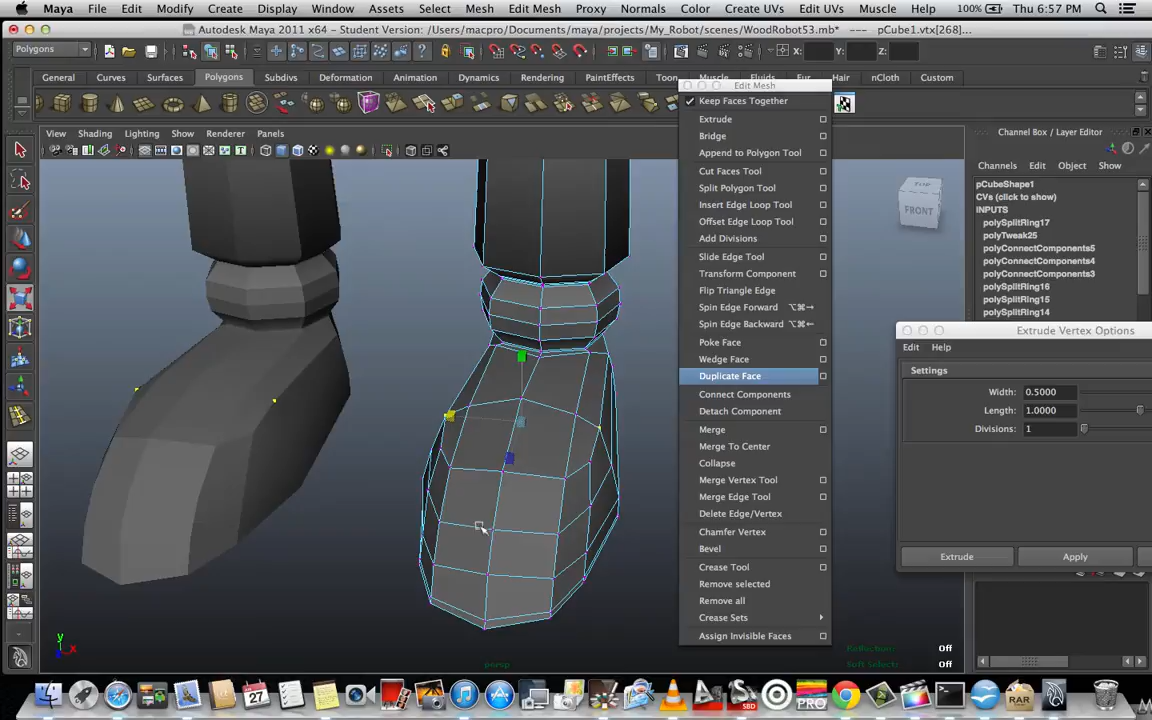 Maya File Edit Modify Create Display Window Assets Select Mesh Edit Mesh Proxy Normals Color Create UVs Edit UVs Muscle Help 100% Thu 6:57 PM
Autodesk Maya 2011 x64 - Student Version: /Users/macpro/Documents/maya/projects/My_Robot/scenes/WoodRobot53.mb* --- pCube1.vtx[268]...
Polygons X: Y: Z:
General Curves Surfaces Polygons Subdivs Deformation Animation Dynamics Rendering PaintEffects Toon Muscle Fluids Fur Hair nCloth Custom
Edit Mesh
Keep Faces Together
Extrude
Bridge
Append to Polygon Tool
Cut Faces Tool
Split Polygon Tool
Insert Edge Loop Tool
Offset Edge Loop Tool
Add Divisions
Slide Edge Tool
Transform Component
Flip Triangle Edge
Spin Edge Forward ⌥⌘→
Spin Edge Backward ⌥⌘←
Poke Face
Wedge Face
Duplicate Face
Connect Components
Detach Component
Merge
Merge To Center
Collapse
Merge Vertex Tool
Merge Edge Tool
Delete Edge/Vertex
Chamfer Vertex
Bevel
Crease Tool
Remove selected
Remove all
Crease Sets
Assign Invisible Faces
View Shading Lighting Show Renderer Panels
FRONT
persp
Reflection: Off
Soft Select: Off
Channel Box / Layer Editor
Channels Edit Object Show
pCubeShape1
CVs (click to show)
INPUTS
polySplitRing17
polyTweak25
polyConnectComponents5
polyConnectComponents4
polyConnectComponents3
polySplitRing16
polySplitRing15
polySplitRing14
Extrude Vertex Options
Edit Help
Settings
Width: 0.5000
Length: 1.0000
Divisions: 1
Extrude Apply
y
x
27
SBD
PRO
RAR